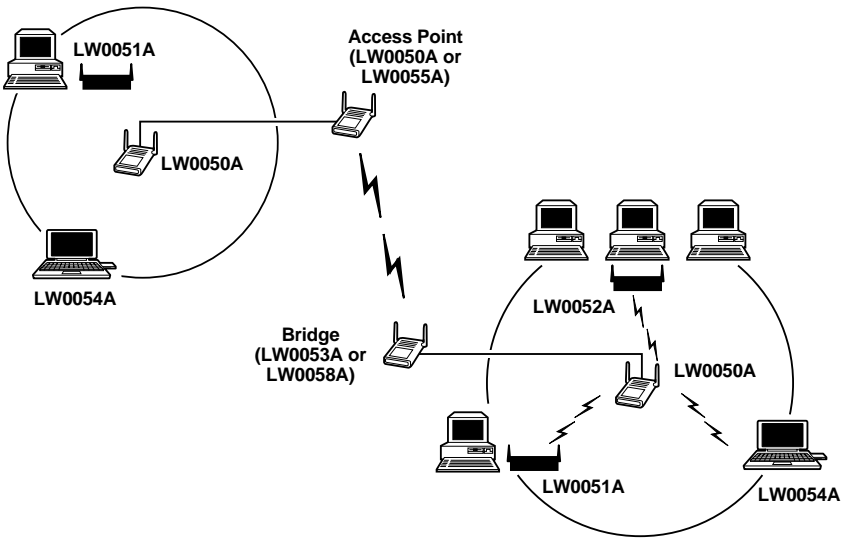 LW0051A
Access Point
(LW0050A or
LW0055A)
LW0050A
LW0054A
LW0052A
Bridge
(LW0053A or
LW0058A)
LW0050A
LW0051A
LW0054A